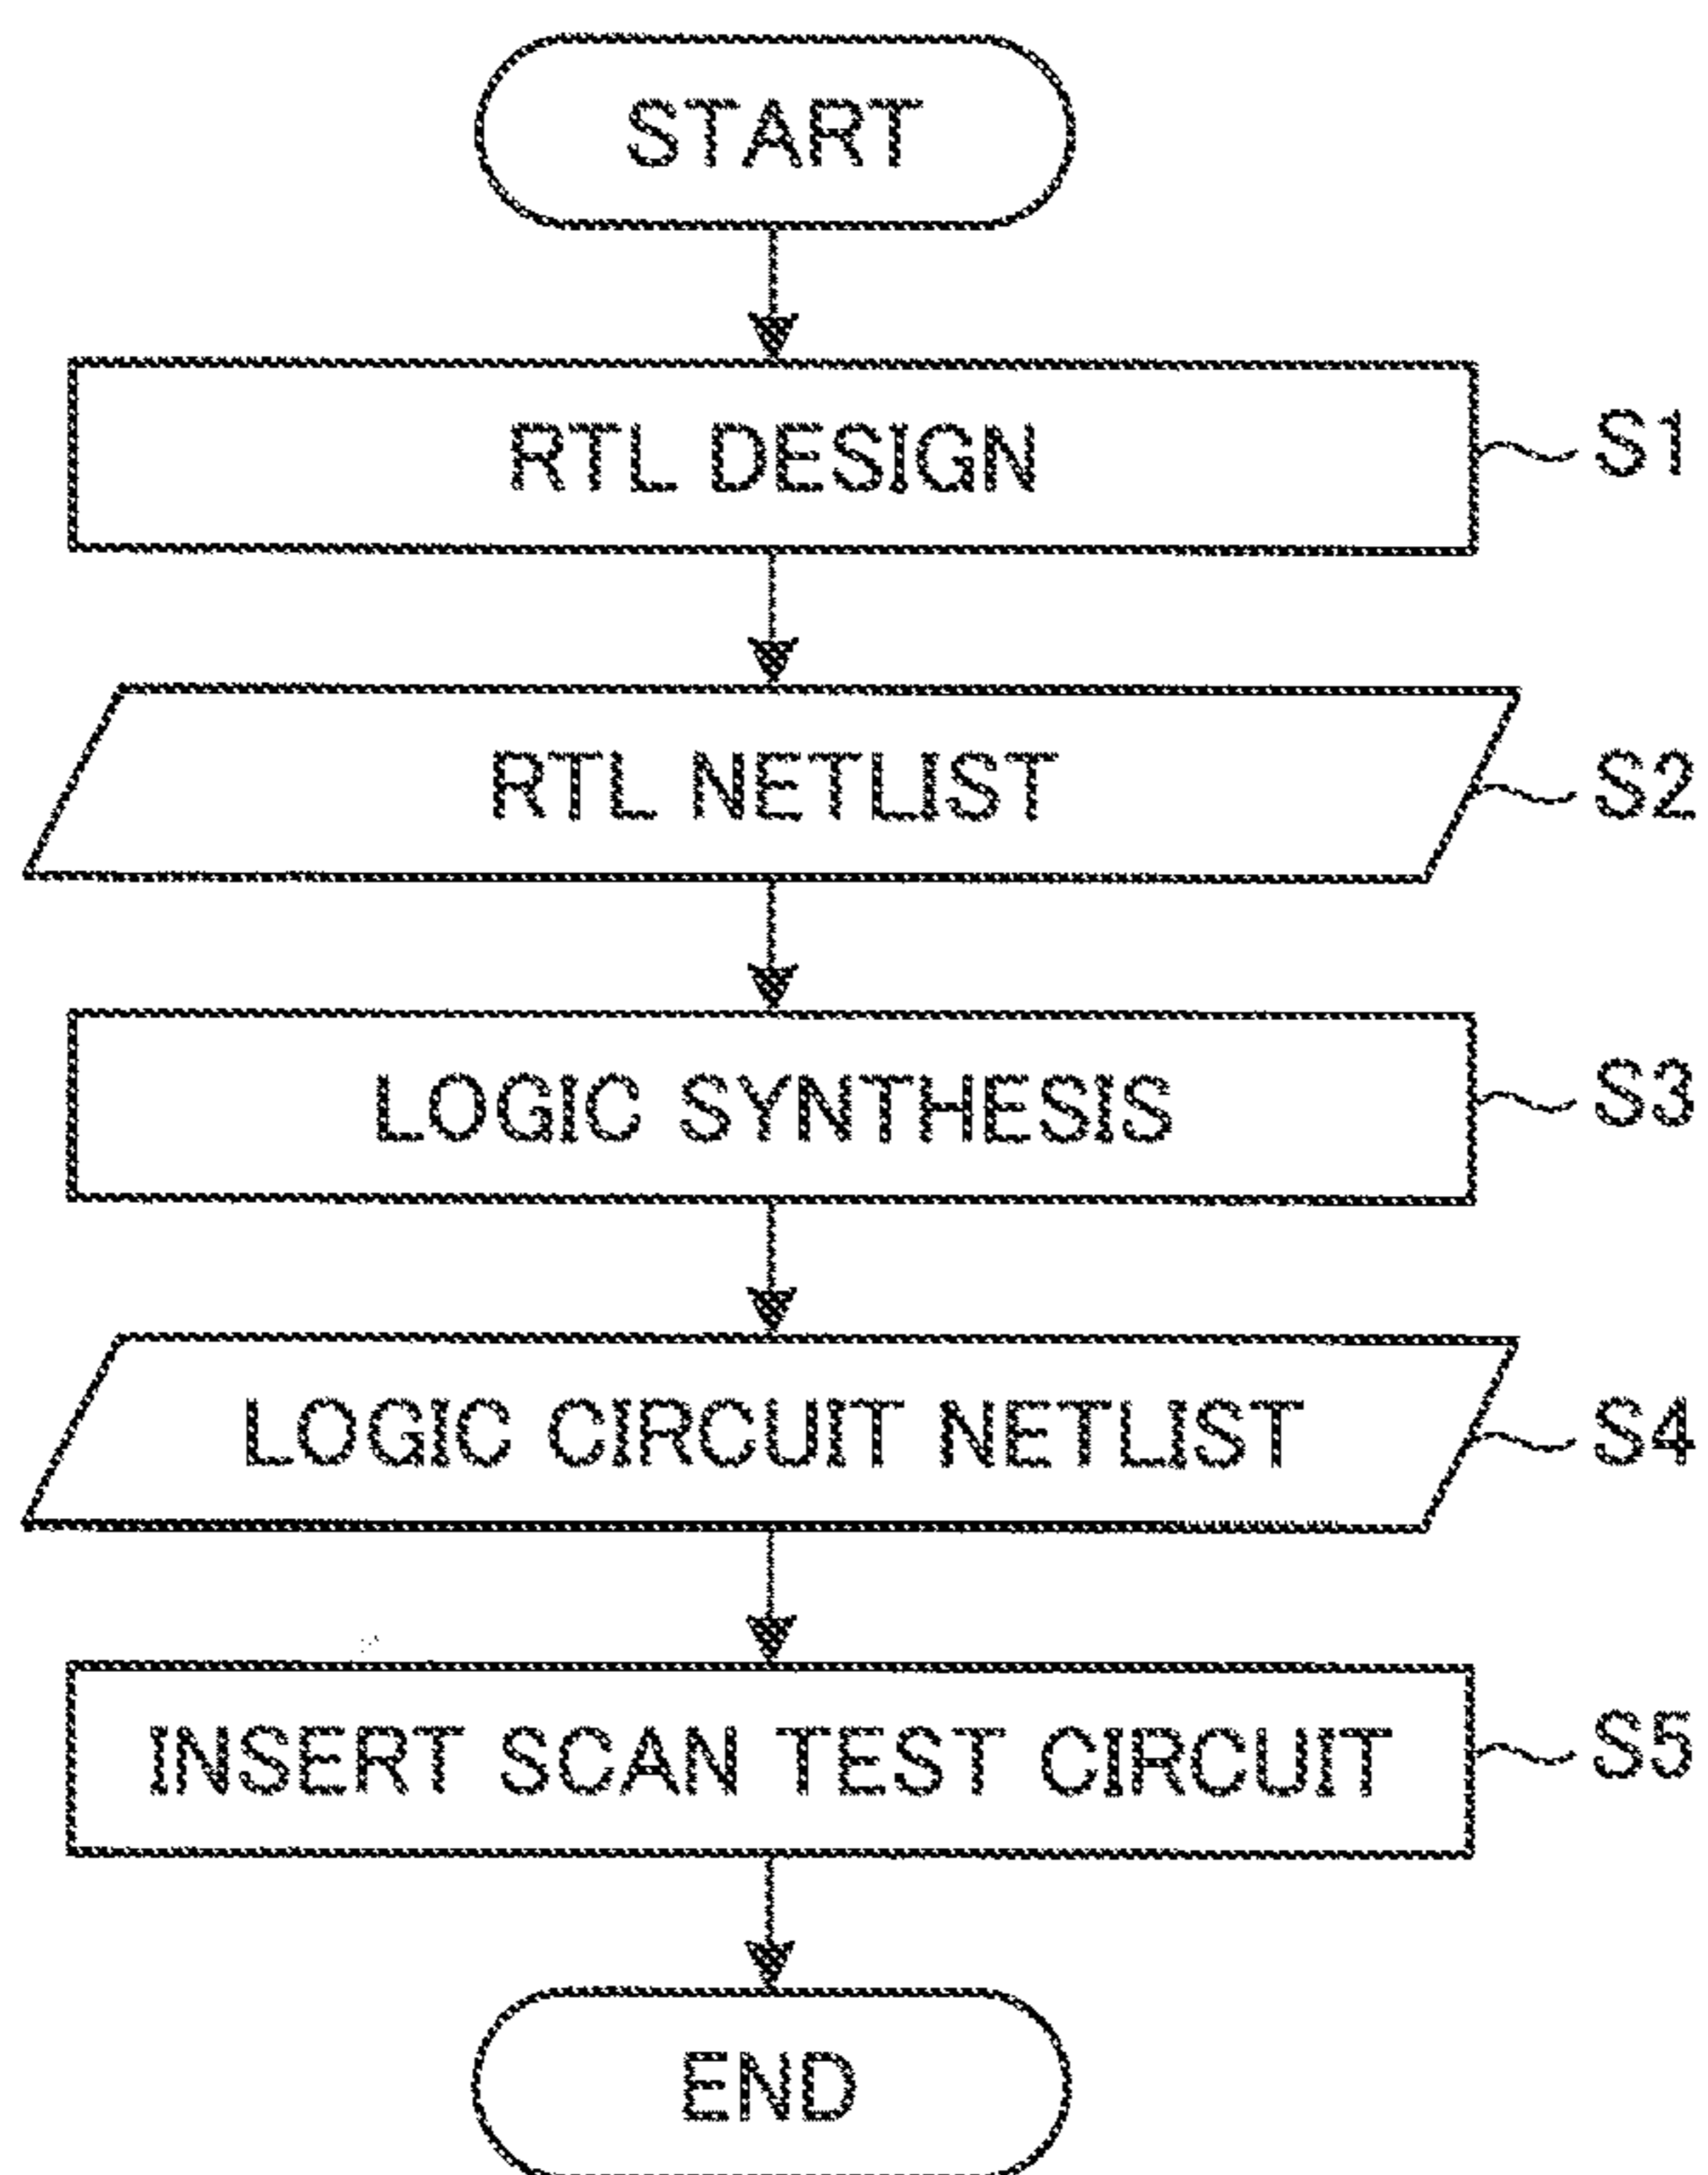 START
RTL DESIGN
S1
RTL NETLIST
S2
LOGIC SYNTHESIS
S3
LOGIC CIRCUIT NETLIST
S4
INSERT SCAN TEST CIRCUIT
S5
END